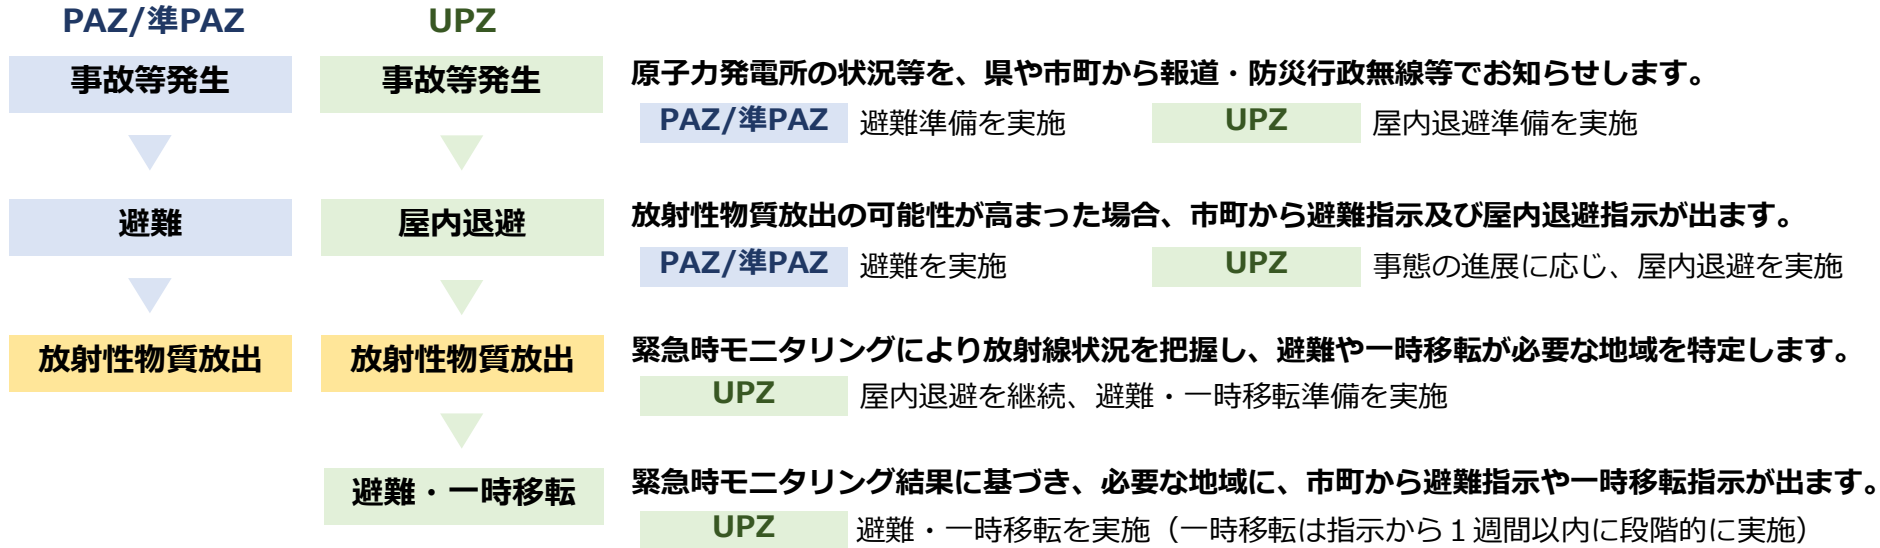 PAZ/準PAZ UPZ
事故等発生 事故等発生 原子力発電所の状況等を、県や市町から報道・防災行政無線等でお知らせします。
PAZ/準PAZ 避難準備を実施 UPZ 屋内退避準備を実施
避難 屋内退避 放射性物質放出の可能性が高まった場合、市町から避難指示及び屋内退避指示が出ます。
PAZ/準PAZ 避難を実施 UPZ 事態の進展に応じ、屋内退避を実施
放射性物質放出 放射性物質放出 緊急時モニタリングにより放射線状況を把握し、避難や一時移転が必要な地域を特定します。
UPZ 屋内退避を継続、避難・一時移転準備を実施
避難・一時移転 緊急時モニタリング結果に基づき、必要な地域に、市町から避難指示や一時移転指示が出ます。
UPZ 避難・一時移転を実施（一時移転は指示から１週間以内に段階的に実施）